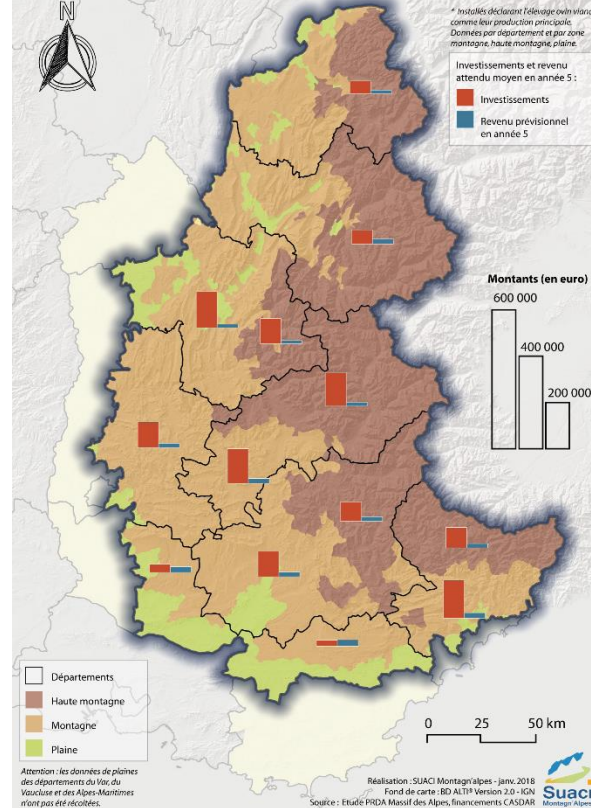 N
* Installés déclarant l'élevage ovin viande
comme leur production principale.
Données par département et par zone
montagne, haute montagne, plaine.
Investissements et revenu
attendu moyen en année 5 :
Investissements
Revenu prévisionnel
en année 5
Montants (en euro)
600 000
400 000
200 000
Départements
Haute montagne
Montagne
Plaine
0 25 50 km
Attention : les données de plaines
des départements du Var, du
Vaucluse et des Alpes-Maritimes
n'ont pas été récoltées.
Réalisation : SUACI Montagn'alpes - janv. 2018
Fond de carte : BD ALTI® Version 2.0 - IGN
Source : Etude PRDA Massif des Alpes, financements CASDAR
Suaci
Montagn'Alpes